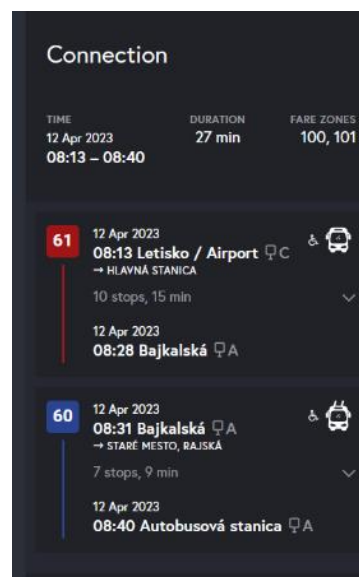 Connection
TIME DURATION FARE ZONES
12 Apr 2023 27 min 100, 101
08:13 – 08:40
61 12 Apr 2023
08:13 Letisko / Airport C
→ HLAVNÁ STANICA
10 stops, 15 min
12 Apr 2023
08:28 Bajkalská A
60 12 Apr 2023
08:31 Bajkalská A
→ STARÉ MESTO, RAJSKÁ
7 stops, 9 min
12 Apr 2023
08:40 Autobusová stanica A